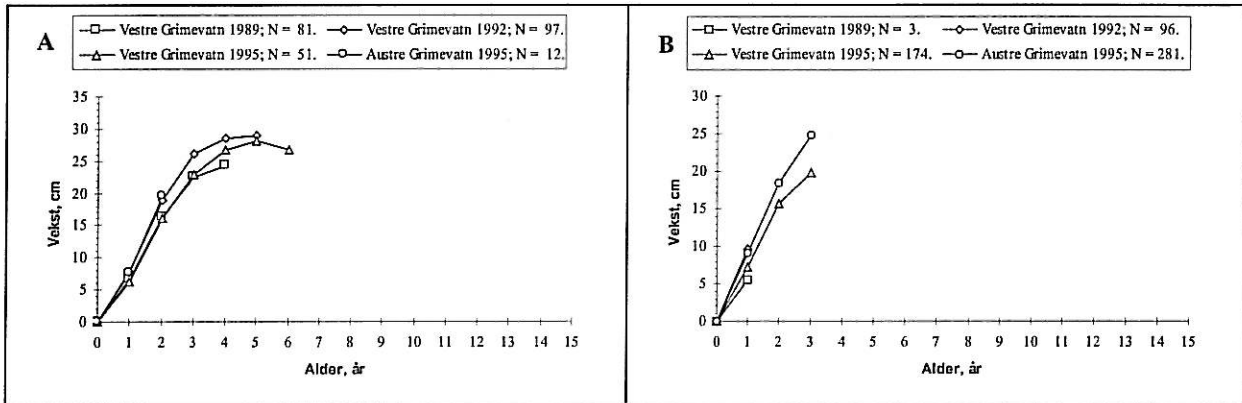 A
Vestre Grimevatn 1989; N = 81. Vestre Grimevatn 1992; N = 97.
Vestre Grimevatn 1995; N = 51. Austre Grimevatn 1995; N = 12.
35
30
25
20
15
10
5
0
Vekst, cm
0 1 2 3 4 5 6 7 8 9 10 11 12 13 14 15
Alder, år
B
Vestre Grimevatn 1989; N = 3. Vestre Grimevatn 1992; N = 96.
Vestre Grimevatn 1995; N = 174. Austre Grimevatn 1995; N = 281.
30
25
20
15
10
5
0
Vekst, cm
0 1 2 3 4 5 6 7 8 9 10 11 12 13 14 15
Alder, år